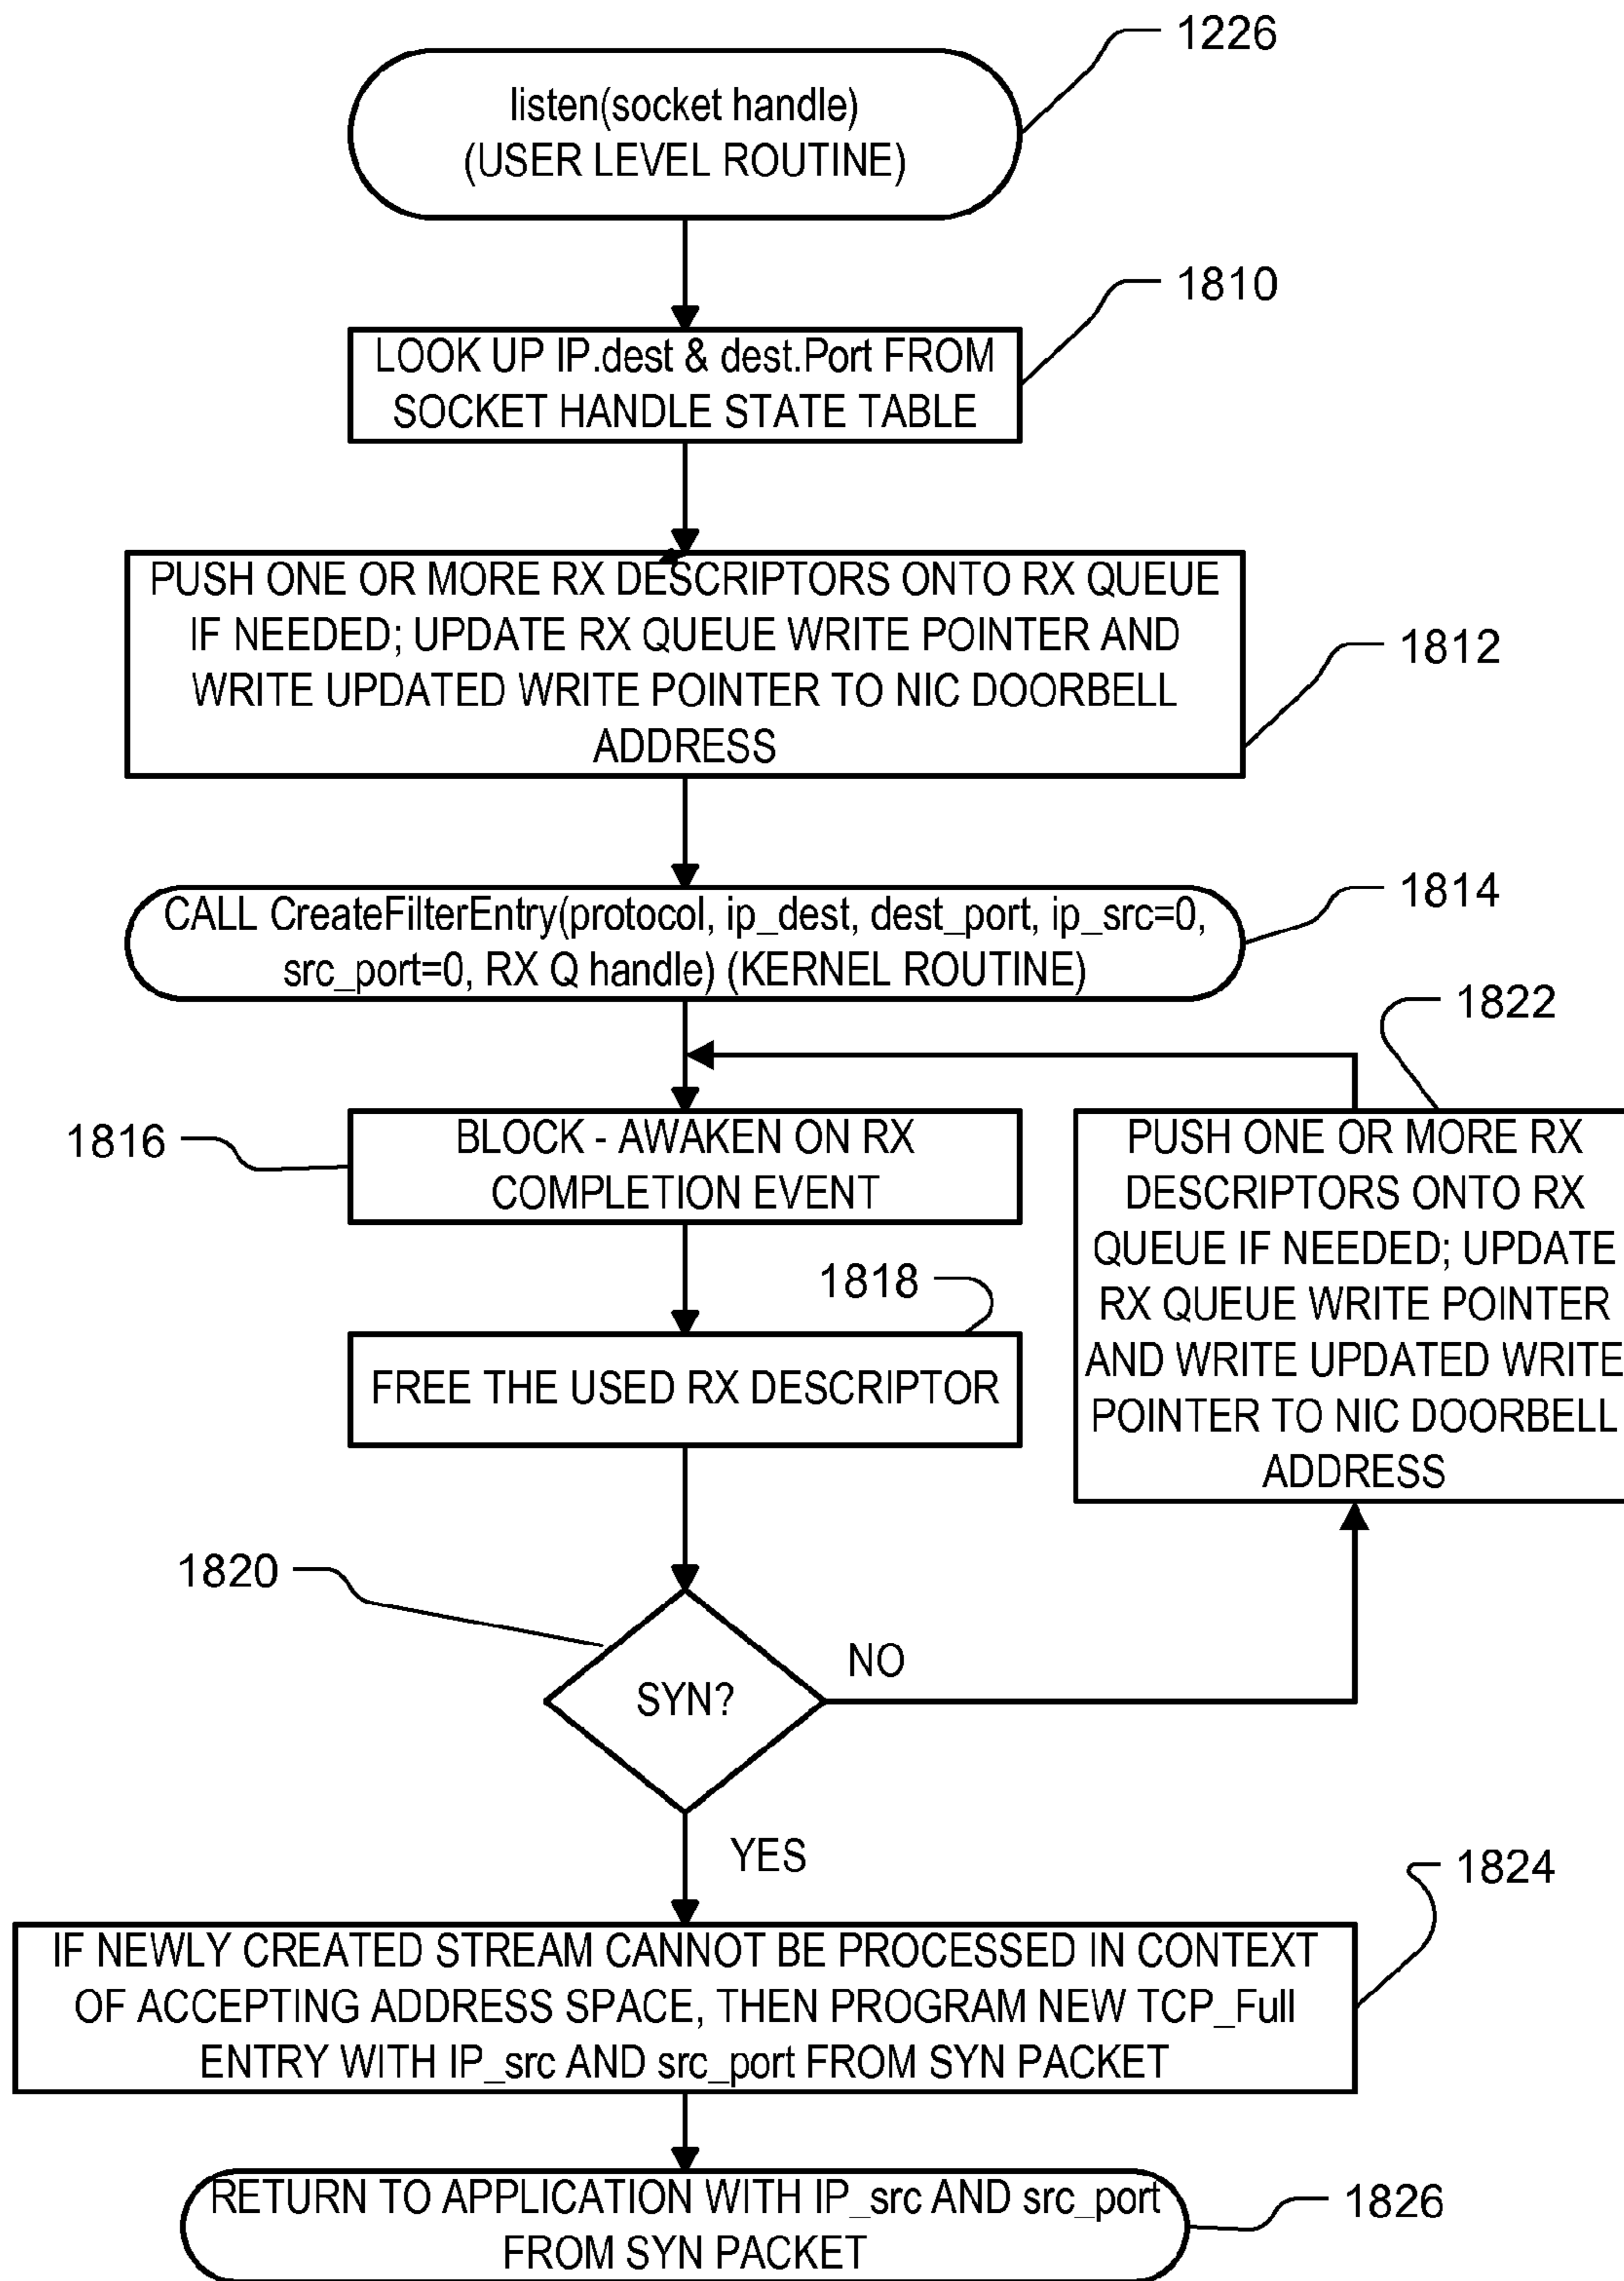 1226
listen(socket handle)
(USER LEVEL ROUTINE)
1810
LOOK UP IP.dest & dest.Port FROM
SOCKET HANDLE STATE TABLE
PUSH ONE OR MORE RX DESCRIPTORS ONTO RX QUEUE
IF NEEDED; UPDATE RX QUEUE WRITE POINTER AND
WRITE UPDATED WRITE POINTER TO NIC DOORBELL
ADDRESS
1812
1814
CALL CreateFilterEntry(protocol, ip_dest, dest_port, ip_src=0,
src_port=0, RX Q handle) (KERNEL ROUTINE)
1822
1816
BLOCK - AWAKEN ON RX
COMPLETION EVENT
PUSH ONE OR MORE RX
DESCRIPTORS ONTO RX
QUEUE IF NEEDED; UPDATE
RX QUEUE WRITE POINTER
AND WRITE UPDATED WRITE
POINTER TO NIC DOORBELL
ADDRESS
1818
FREE THE USED RX DESCRIPTOR
1820
SYN?
NO
YES
1824
IF NEWLY CREATED STREAM CANNOT BE PROCESSED IN CONTEXT
OF ACCEPTING ADDRESS SPACE, THEN PROGRAM NEW TCP_Full
ENTRY WITH IP_src AND src_port FROM SYN PACKET
RETURN TO APPLICATION WITH IP_src AND src_port
FROM SYN PACKET
1826